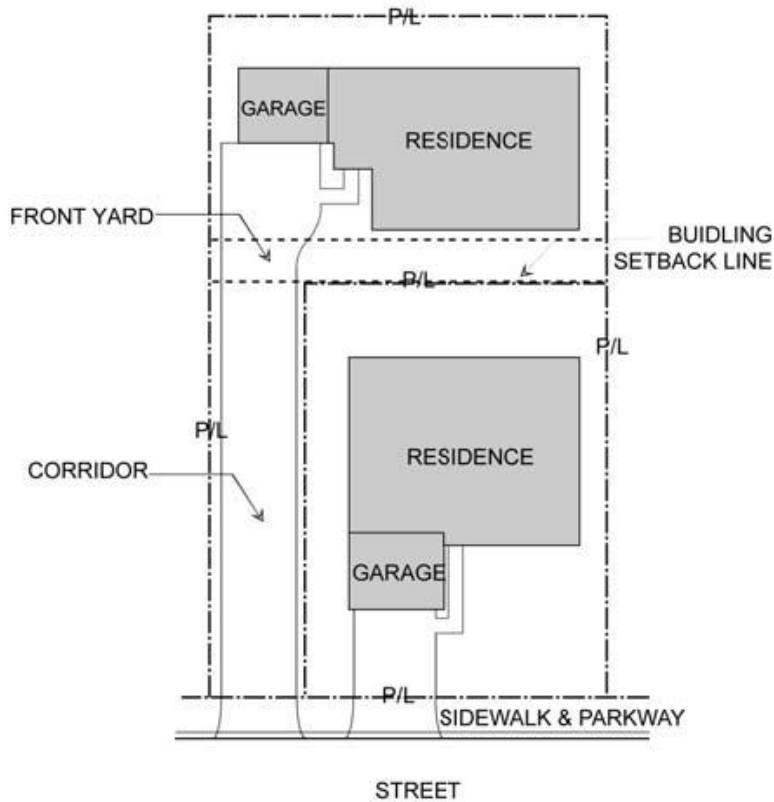 P/L
GARAGE
RESIDENCE
FRONT YARD
BUIDLING
SETBACK LINE
P/L
P/L
P/L
CORRIDOR
RESIDENCE
GARAGE
P/L
SIDEWALK & PARKWAY
STREET